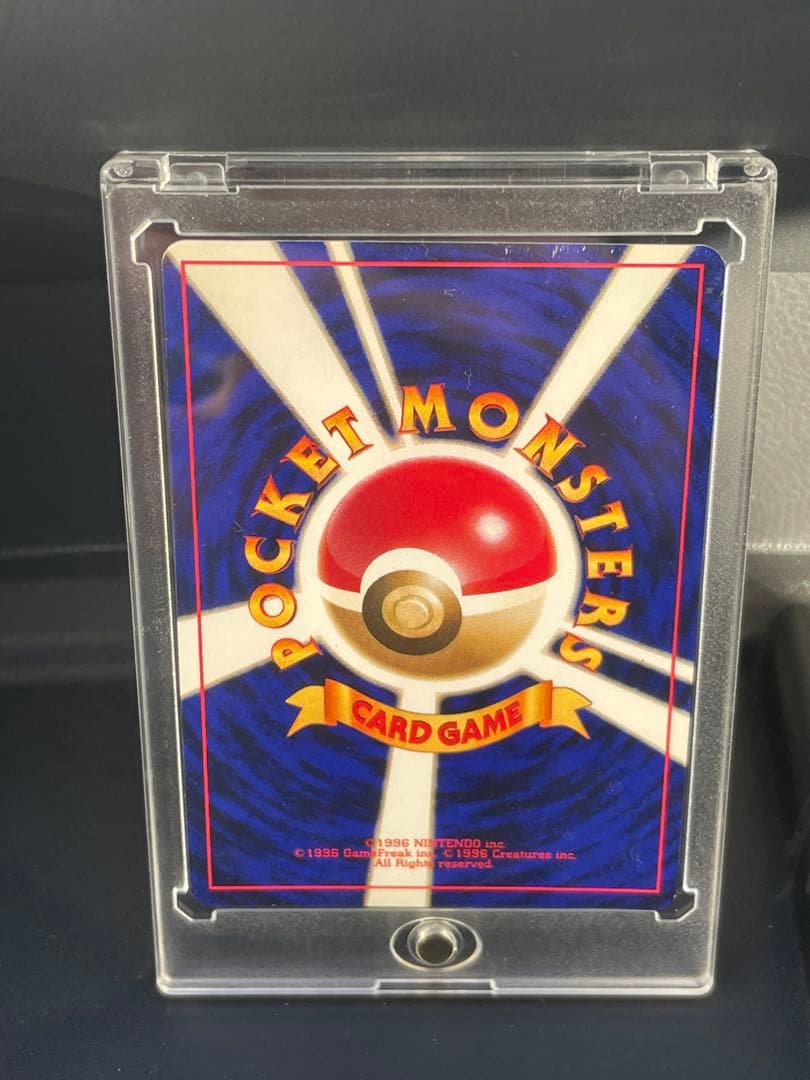 POCKET MONSTERS
CARD GAME
©1996 NINTENDO inc.
©1996 GameFreak inc. ©1996 Creatures inc.
All Rights reserved.